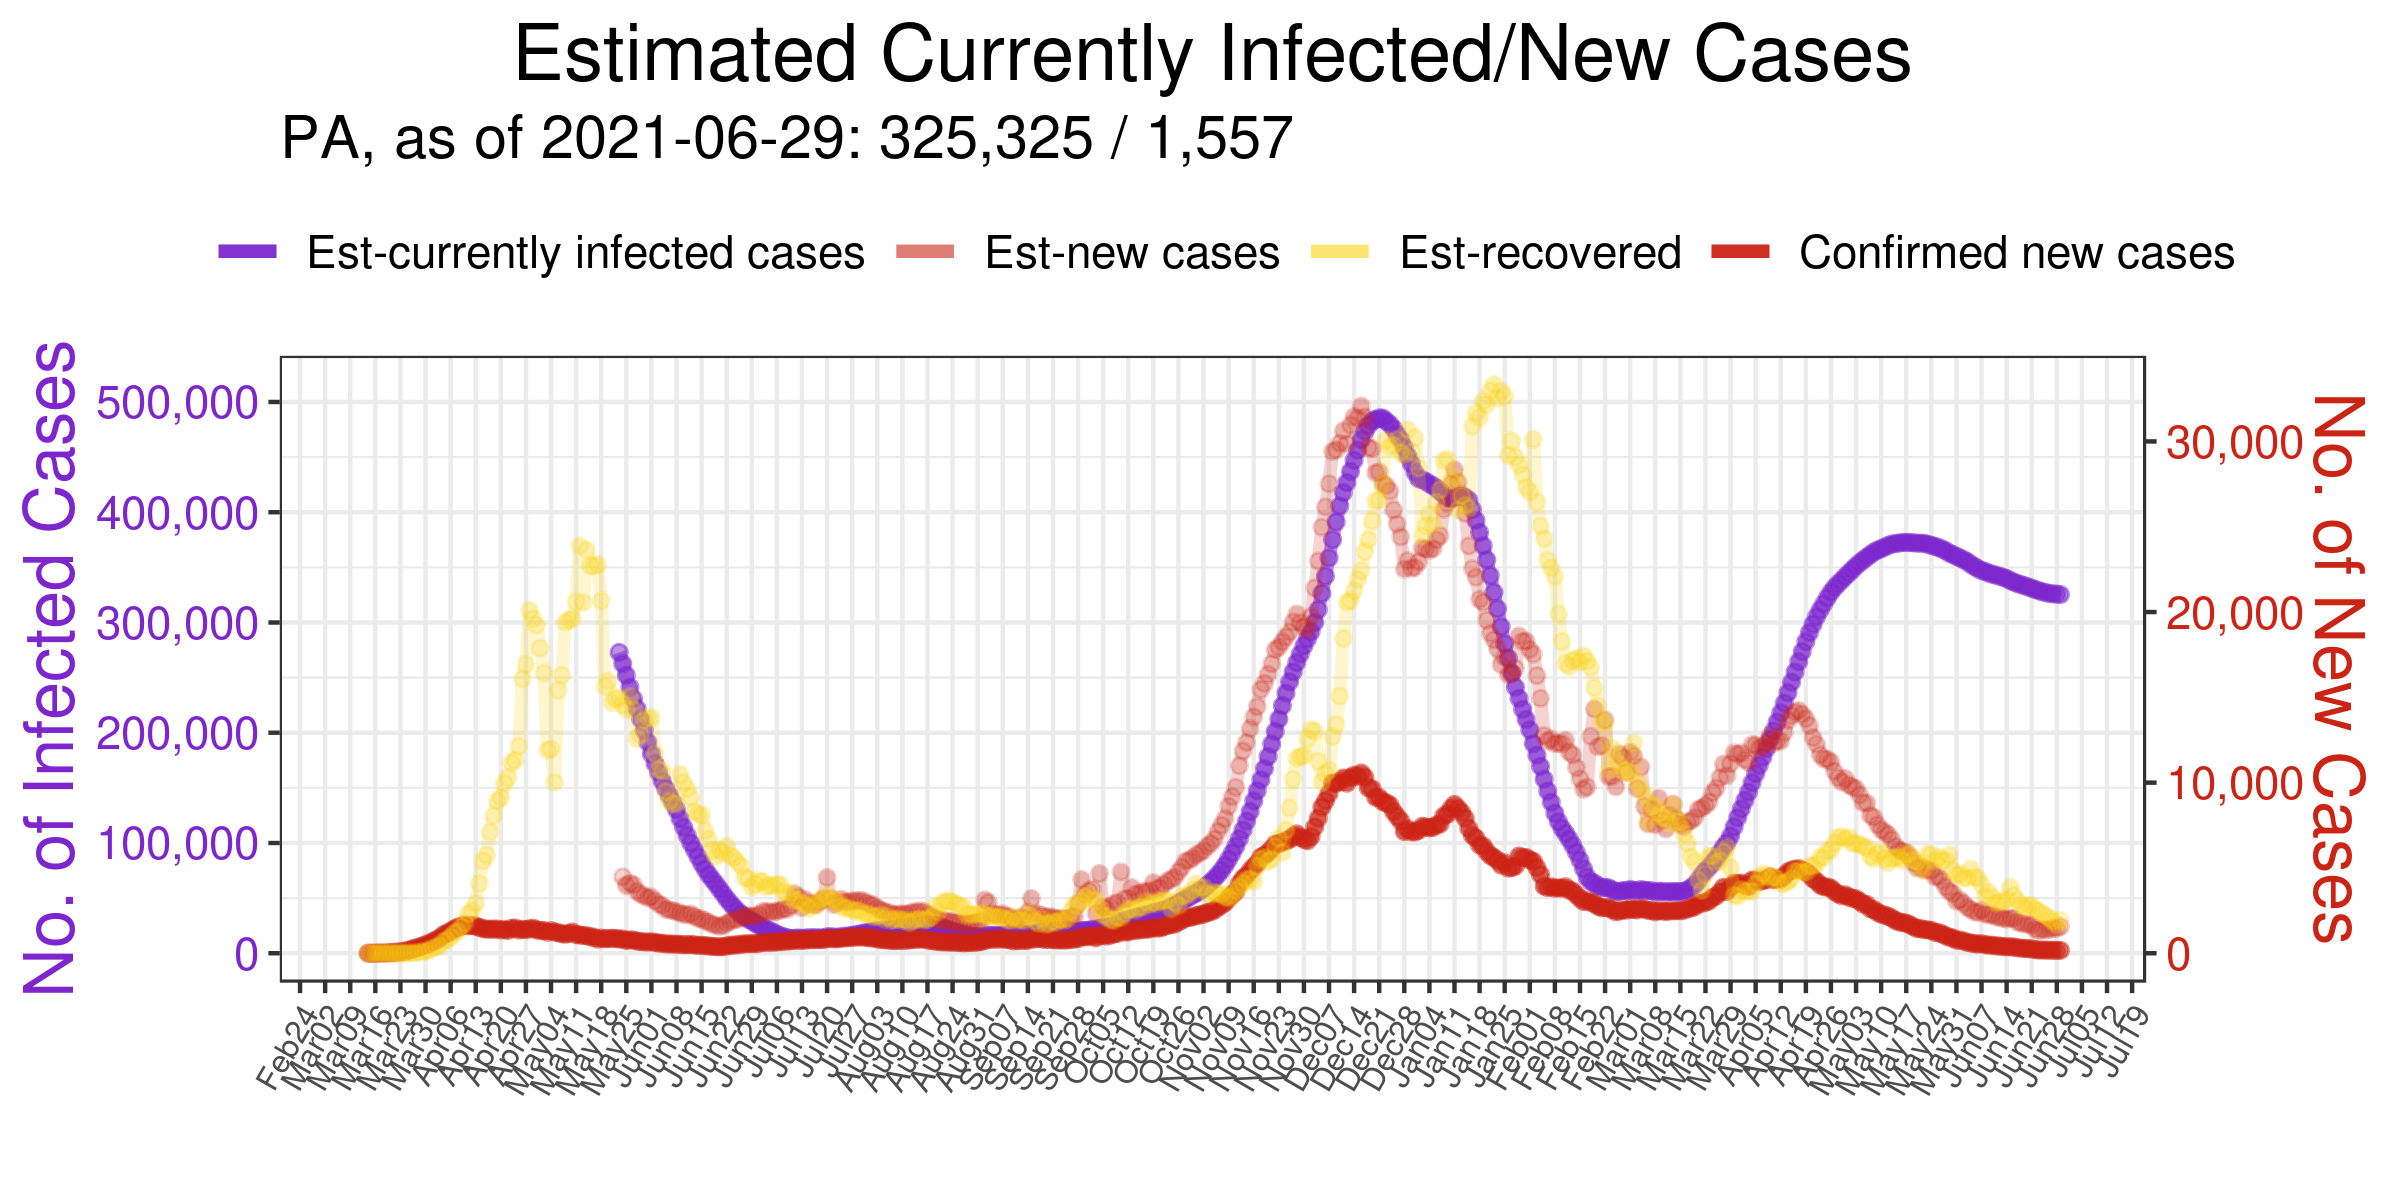 Estimated Currently Infected/New Cases
PA, as of 2021-06-29: 325,325 / 1,557
Est-currently infected cases Est-new cases Est-recovered Confirmed new cases
No. of Infected Cases
500,000
400,000
300,000
200,000
100,000
0
30,000
20,000
10,000
0
No. of New Cases
Feb24
Mar02
Mar09
Mar16
Mar23
Mar30
Apr06
Apr13
Apr20
Apr27
May04
May11
May18
May25
Jun01
Jun08
Jun15
Jun22
Jun29
Jul06
Jul13
Jul20
Jul27
Aug03
Aug10
Aug17
Aug24
Aug31
Sep07
Sep14
Sep21
Sep28
Oct05
Oct12
Oct19
Oct26
Nov02
Nov09
Nov16
Nov23
Nov30
Dec07
Dec14
Dec21
Dec28
Jan04
Jan11
Jan18
Jan25
Feb01
Feb08
Feb15
Feb22
Mar01
Mar08
Mar15
Mar22
Mar29
Apr05
Apr12
Apr19
Apr26
May03
May10
May17
May24
May31
Jun07
Jun14
Jun21
Jun28
Jul05
Jul12
Jul19